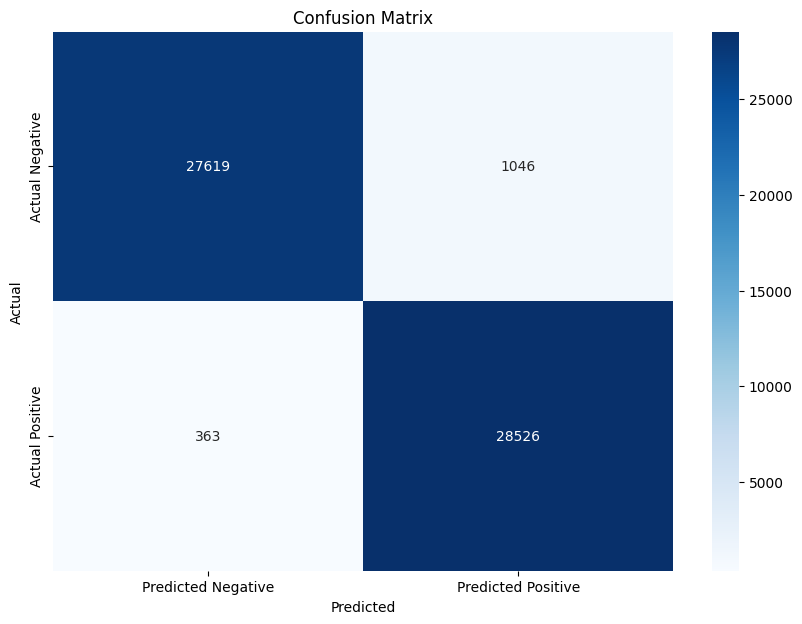 Confusion Matrix
Actual Negative
27619
1046
Actual Positive
363
28526
Actual
Predicted Negative
Predicted Positive
Predicted
25000
20000
15000
10000
5000